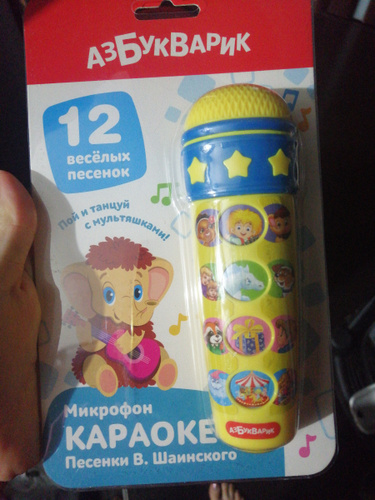 АЗБУКВАРИК
12
весёлых
песенок
Пой и танцуй
с мультяшками!
Микрофон
КАРАОКЕ
Песенки В. Шаинского
АЗБУКВАРИК